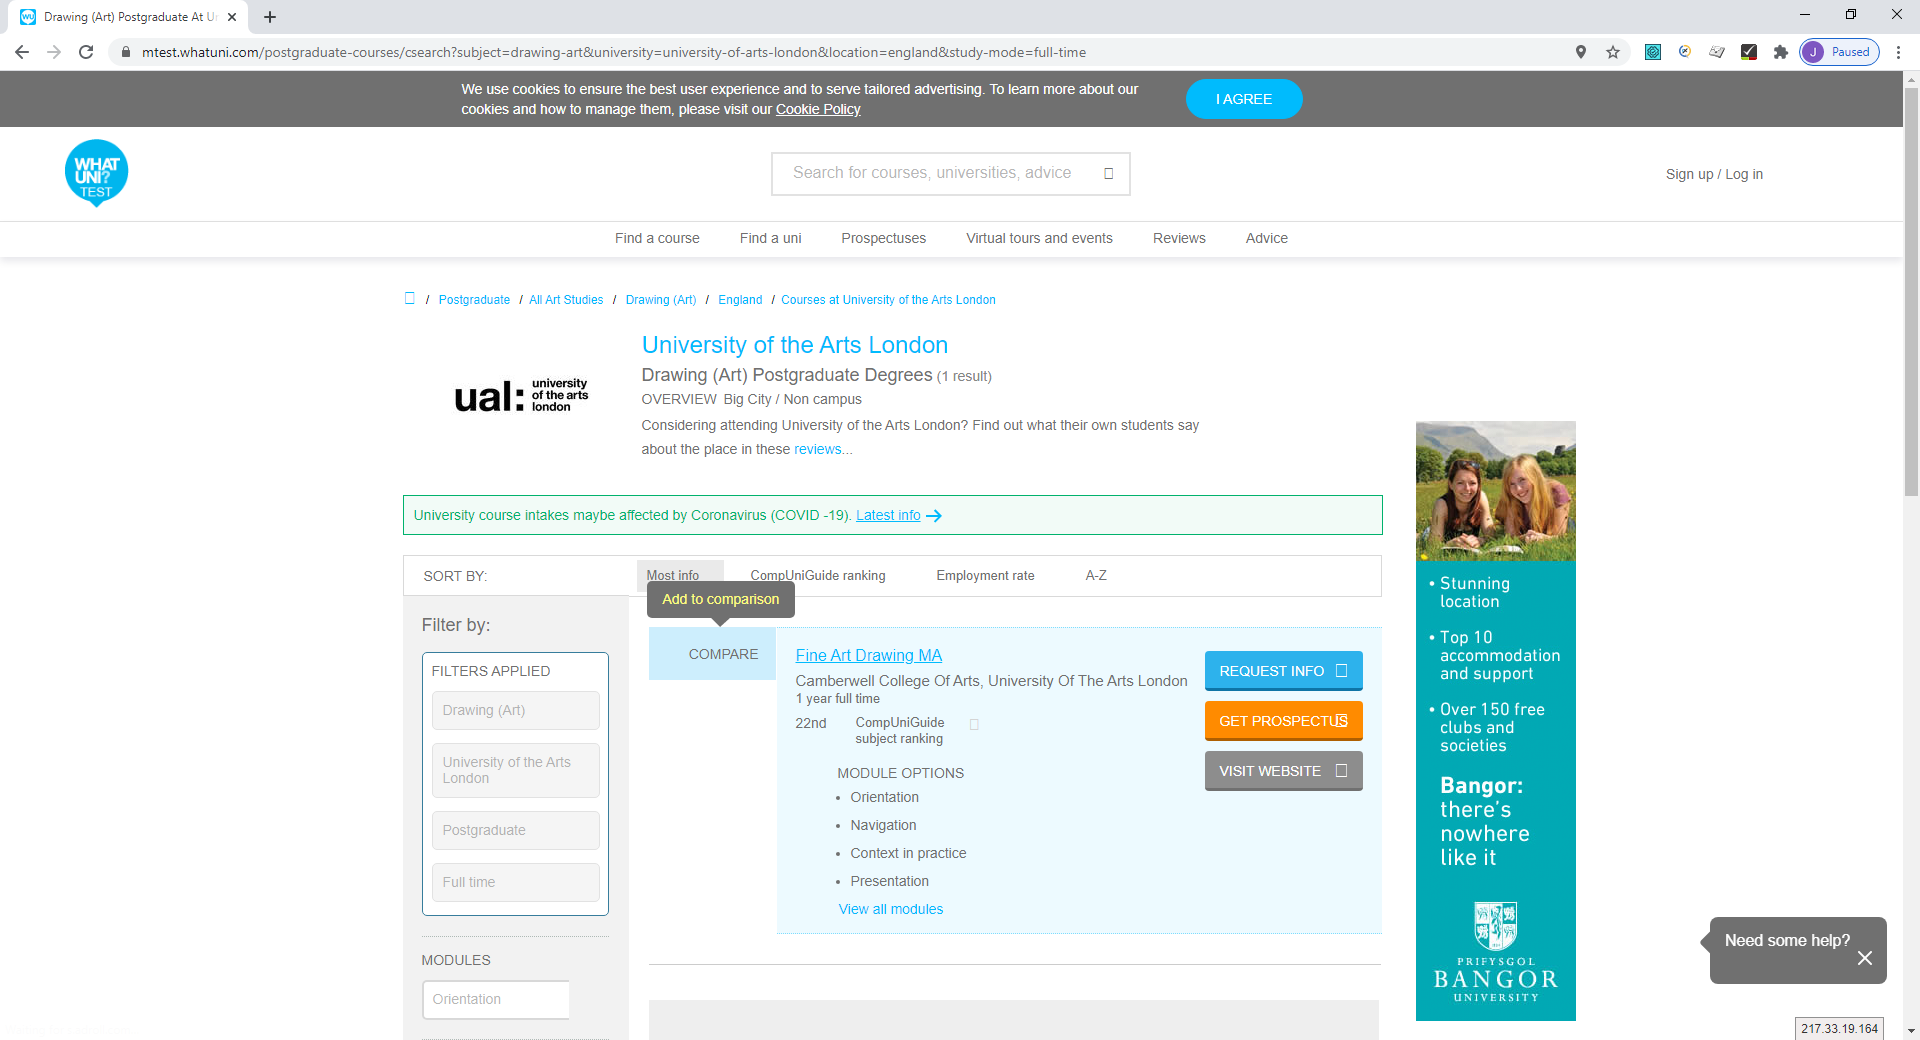 Drawing (Art) Postgraduate At Un
mtest.whatuni.com/postgraduate-courses/csearch?subject=drawing-art&university=university-of-arts-london&location=england&study-mode=full-time
J Paused
We use cookies to ensure the best user experience and to serve tailored advertising. To learn more about our
cookies and how to manage them, please visit our Cookie Policy
I AGREE
WHAT
UNI?
TEST
Search for courses, universities, advice
Sign up / Log in
Find a course
Find a uni
Prospectuses
Virtual tours and events
Reviews
Advice
/ Postgraduate / All Art Studies / Drawing (Art) / England / Courses at University of the Arts London
ual: university
of the arts
london
University of the Arts London
Drawing (Art) Postgraduate Degrees (1 result)
OVERVIEW Big City / Non campus
Considering attending University of the Arts London? Find out what their own students say
about the place in these reviews...
University course intakes maybe affected by Coronavirus (COVID -19). Latest info
SORT BY:
Most info
CompUniGuide ranking
Employment rate
A-Z
Add to comparison
Filter by:
FILTERS APPLIED
Drawing (Art)
University of the Arts
London
Postgraduate
Full time
MODULES
Orientation
COMPARE
Fine Art Drawing MA
Camberwell College Of Arts, University Of The Arts London
1 year full time
22nd
CompUniGuide
subject ranking
MODULE OPTIONS
• Orientation
• Navigation
• Context in practice
• Presentation
View all modules
REQUEST INFO
GET PROSPECTUS
VISIT WEBSITE
• Stunning
location
• Top 10
accommodation
and support
• Over 150 free
clubs and
societies
Bangor:
there's
nowhere
like it
PRIFYSGOL
BANGOR
UNIVERSITY
Need some help?
217.33.19.164